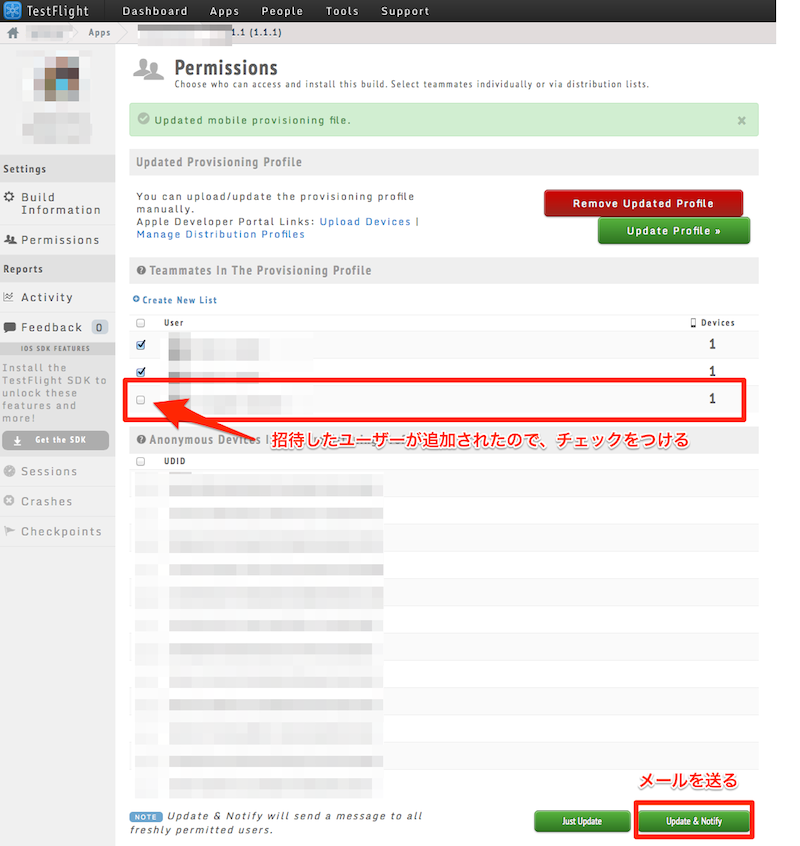 TestFlight Dashboard Apps People Tools Support
Apps 1.1 (1.1.1)
Permissions
Choose who can access and install this build. Select teammates individually or via distribution lists.
Updated mobile provisioning file.
Settings
Build
Information
Permissions
Reports
Activity
Feedback 0
IOS SDK FEATURES
Install the
TestFlight SDK to
unlock these
features and
more!
Get the SDK
Sessions
Crashes
Checkpoints
Updated Provisioning Profile
You can upload/update the provisioning profile
manually.
Apple Developer Portal Links: Upload Devices |
Manage Distribution Profiles
Remove Updated Profile
Update Profile »
Teammates In The Provisioning Profile
Create New List
User Devices
1
1
1
招待したユーザーが追加されたので、チェックをつける
Anonymous Devices
UDID
メールを送る
NOTE Update & Notify will send a message to all
freshly permitted users.
Just Update Update & Notify